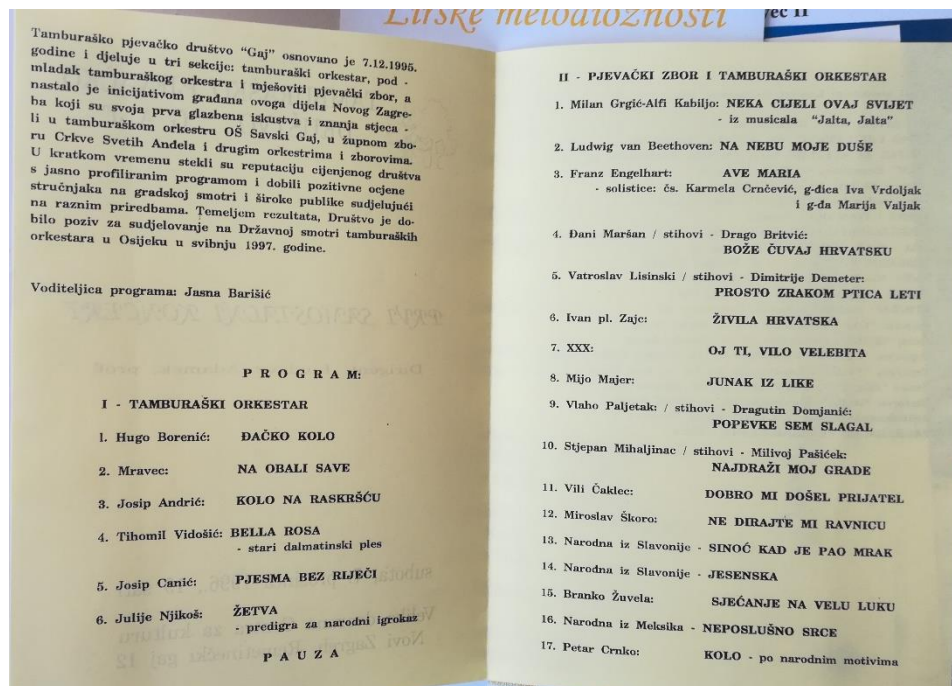 Lirske melodioznosti
vec II
Tamburaško pjevačko društvo "Gaj" osnovano je 7.12.1995.
godine i djeluje u tri sekcije: tamburaški orkestar, pod -
mladak tamburaškog orkestra i mješoviti pjevački zbor, a
nastalo je inicijativom građana ovoga dijela Novog Zagre-
ba koji su svoja prva glazbena iskustva i znanja stjeca -
li u tamburaškom orkestru OŠ Savski Gaj, u župnom zbo-
ru Crkve Svetih Anđela i drugim orkestrima i zborovima.
U kratkom vremenu stekli su reputaciju cijenjenog društva
s jasno profiliranim programom i dobili pozitivne ocjene
stručnjaka na gradskoj smotri i široke publike sudjelujući
na raznim priredbama. Temeljem rezultata, Društvo je do-
bilo poziv za sudjelovanje na Državnoj smotri tamburaških
orkestara u Osijeku u svibnju 1997. godine.
Voditeljica programa: Jasna Barišić
PROGRAM:
I - TAMBURAŠKI ORKESTAR
1. Hugo Borenić: ĐAČKO KOLO
2. Mravec: NA OBALI SAVE
3. Josip Andrić: KOLO NA RASKRŠĆU
4. Tihomil Vidošić: BELLA ROSA
- stari dalmatinski ples
5. Josip Canić: PJESMA BEZ RIJEČI
6. Julije Njikoš: ŽETVA
- predigra za narodni igrokaz
PAUZA
II - PJEVAČKI ZBOR I TAMBURAŠKI ORKESTAR
1. Milan Grgić-Alfi Kabiljo: NEKA CIJELI OVAJ SVIJET
- iz musicala "Jalta, Jalta"
2. Ludwig van Beethoven: NA NEBU MOJE DUŠE
3. Franz Engelhart: AVE MARIA
- solistice: čs. Karmela Crnčević, g-đica Iva Vrdoljak
i g-đa Marija Valjak
4. Đani Maršan / stihovi - Drago Britvić:
BOŽE ČUVAJ HRVATSKU
5. Vatroslav Lisinski / stihovi - Dimitrije Demeter:
PROSTO ZRAKOM PTICA LETI
6. Ivan pl. Zajc: ŽIVILA HRVATSKA
7. XXX: OJ TI, VILO VELEBITA
8. Mijo Majer: JUNAK IZ LIKE
9. Vlaho Paljetak: / stihovi - Dragutin Domjanić:
POPEVKE SEM SLAGAL
10. Stjepan Mihaljinac / stihovi - Milivoj Pašićek:
NAJDRAŽI MOJ GRADE
11. Vili Čaklec: DOBRO MI DOŠEL PRIJATEL
12. Miroslav Škoro: NE DIRAJTE MI RAVNICU
13. Narodna iz Slavonije - SINOĆ KAD JE PAO MRAK
14. Narodna iz Slavonije - JESENSKA
15. Branko Žuvela: SJEĆANJE NA VELU LUKU
16. Narodna iz Meksika - NEPOSLUŠNO SRCE
17. Petar Crnko: KOLO - po narodnim motivima